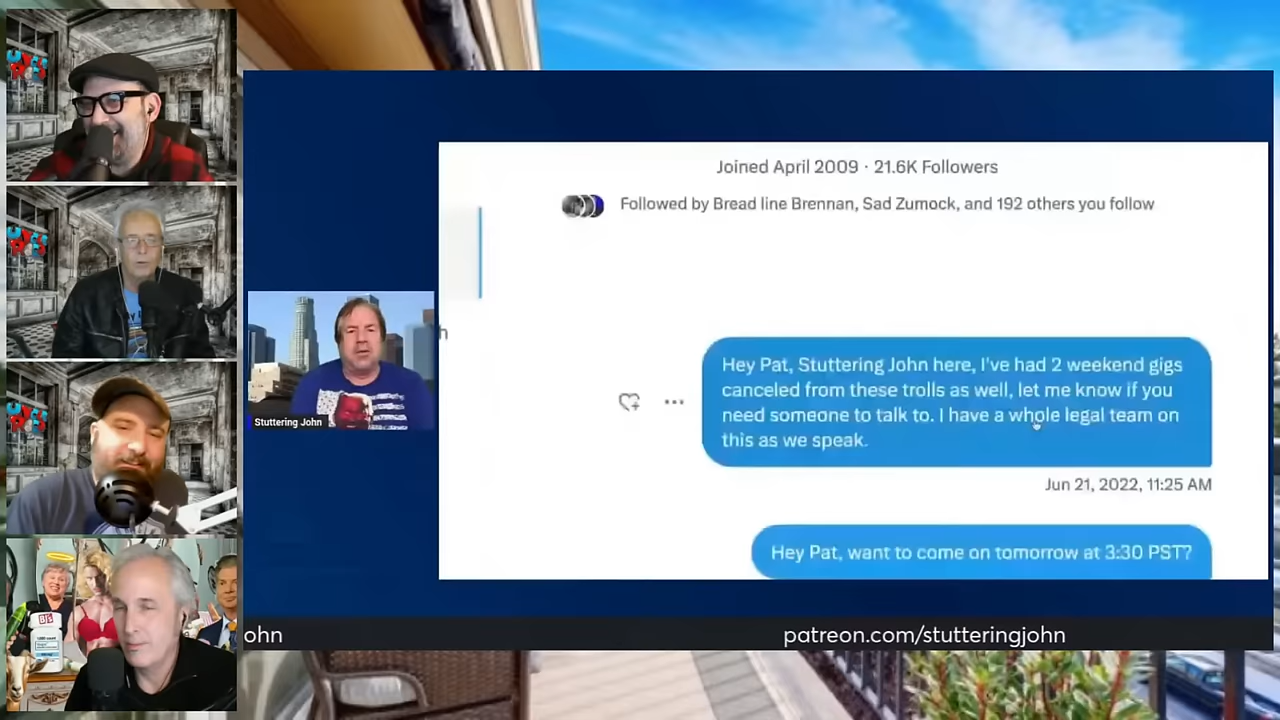 Joined April 2009 · 21.6K Followers
Followed by Bread line Brennan, Sad Zumock, and 192 others you follow
h
Hey Pat, Stuttering John here, I've had 2 weekend gigs
canceled from these trolls as well, let me know if you
need someone to talk to. I have a whole legal team on
this as we speak.
Stuttering John
Jun 21, 2022, 11:25 AM
Hey Pat, want to come on tomorrow at 3:30 PST?
ohn
patreon.com/stutteringjohn